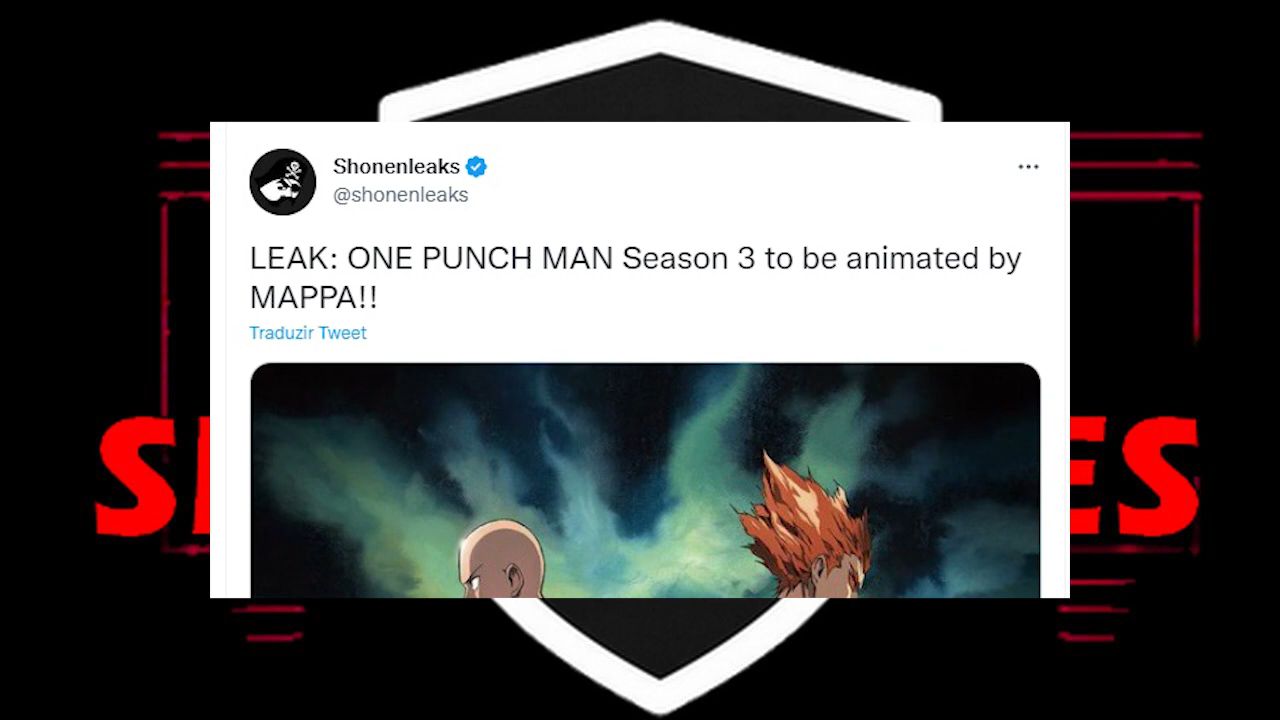 Shonenleaks
@shonenleaks
LEAK: ONE PUNCH MAN Season 3 to be animated by
MAPPA!!
Traduzir Tweet